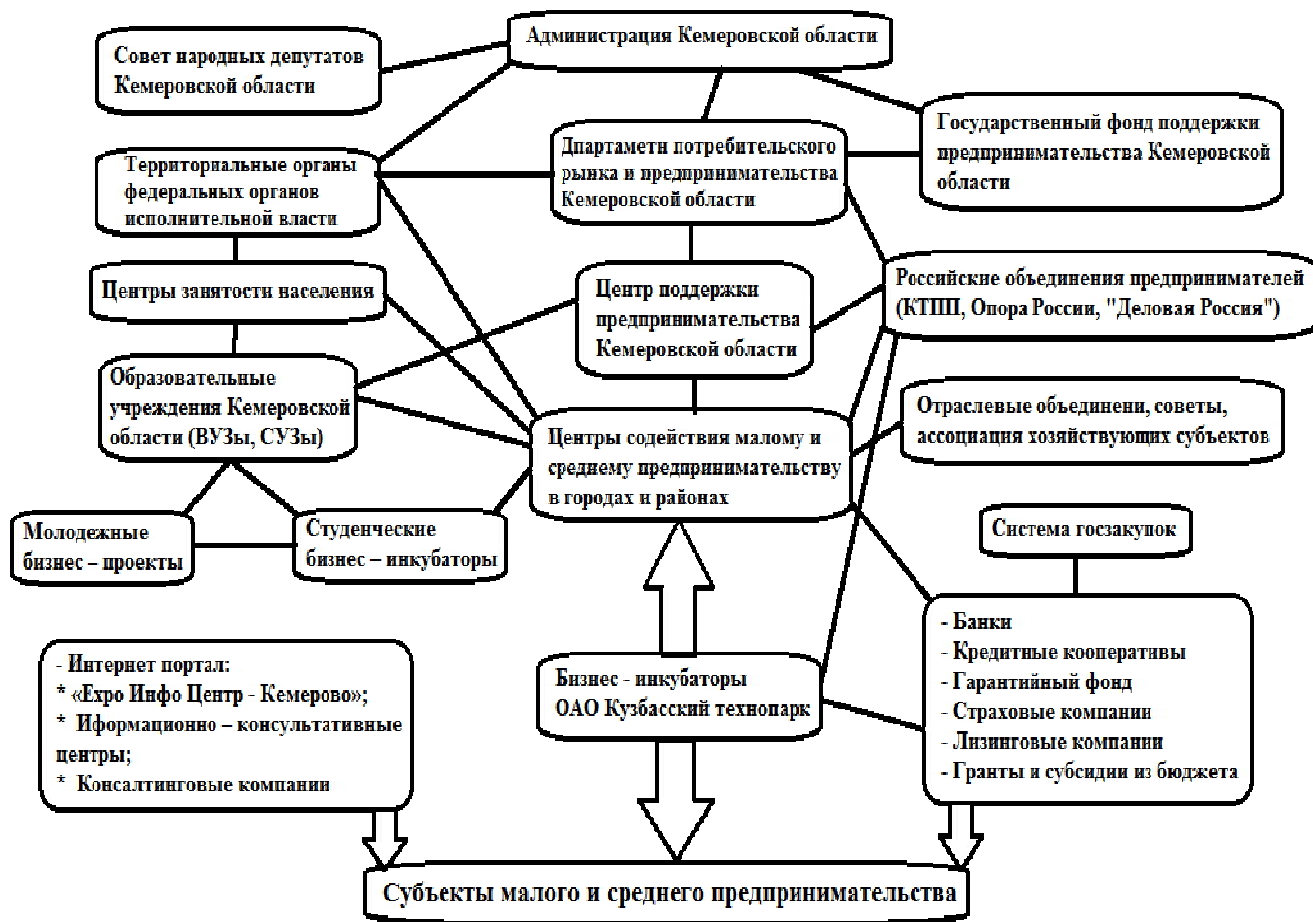 Администрация Кемеровской области
Совет народных депутатов
Кемеровской области
Государственный фонд поддержки
предпринимательства Кемеровской
области
Дпартаметн потребительского
рынка и предпринимательства
Кемеровской области
Территориальные органы
федеральных органов
исполнительной власти
Центры занятости васеления
Центр поддержки
предпринимательства
Кемеровской области
Российские объединения предпринимателей
(КТПП, Опора России, "Деловая Россия")
Образовательные
учреждения Кемеровской
области (ВУЗы, СУЗы)
Отраслевые объединени, советы,
ассоциация хозяйствующих субъектов
Центры содействия малому и
среднему предпринимательству
в городах и районах
Молодежные
бизнес – проекты
Студенческие
бизнес – инкубаторы
Система госзакупок
- Банки
- Кредитные кооперативы
- Гарантийный фонд
- Страховые компании
- Лизинговые компании
- Гранты и субсидии из бюджета
- Интернет портал:
* «Expo Инфо Центр - Кемерово»;
* Иформационно – консультативные
центры;
* Консалтинговые компании
Бизнес - инкубаторы
ОАО Кузбасский технопарк
Субъекты малого и среднего предпринимательства